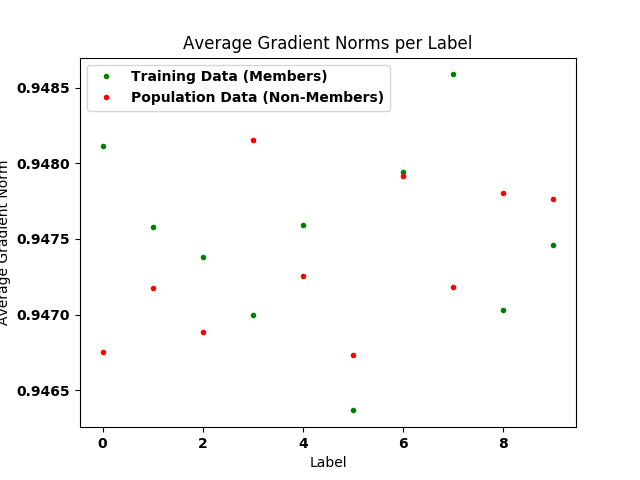 Average Gradient Norms per Label
Training Data (Members)
Population Data (Non-Members)
0.9485
0.9480
0.9475
0.9470
0.9465
Average Gradient Norm
0 2 4 6 8
Label